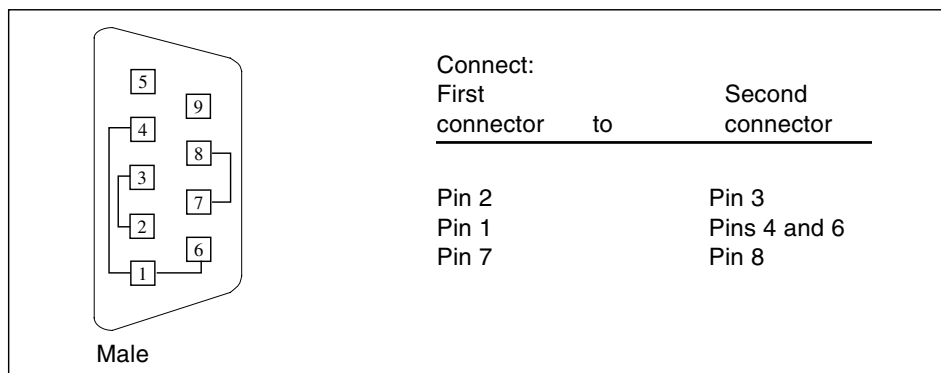 5
9
4
8
3
7
2
6
1
Male
Connect:
First Second
connector to connector
Pin 2 Pin 3
Pin 1 Pins 4 and 6
Pin 7 Pin 8